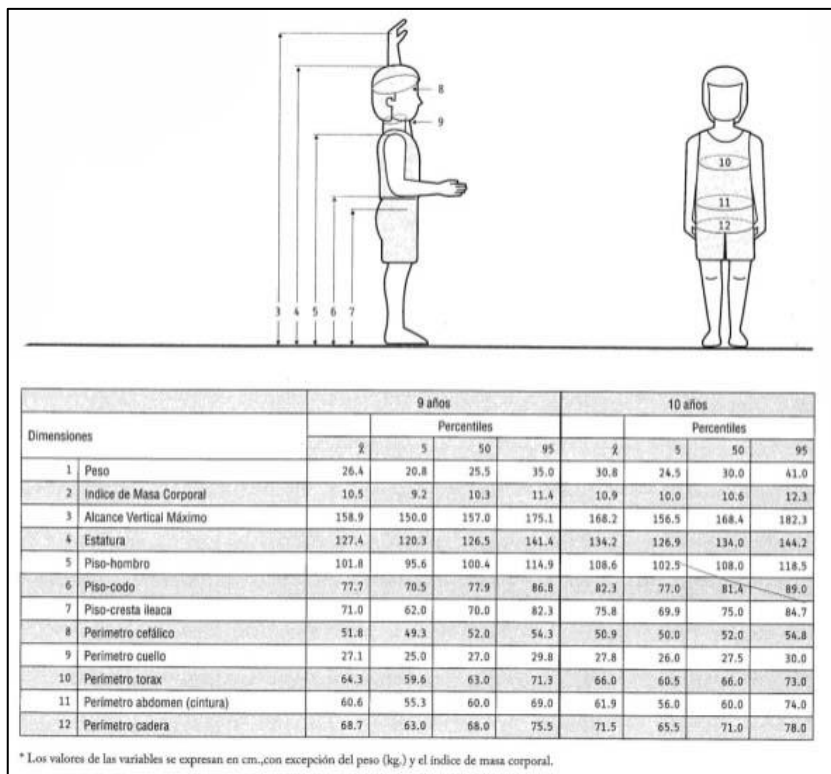 8
9
10
11
12
3 4 5 6 7
9 años 10 años
Dimensiones Percentiles Percentiles
x̄ 5 50 95 x̄ 5 50 95
1 Peso 26.4 20.8 25.5 35.0 30.8 24.5 30.0 41.0
2 Indice de Masa Corporal 10.5 9.2 10.3 11.4 10.9 10.0 10.6 12.3
3 Alcance Vertical Máximo 158.9 150.0 157.0 175.1 168.2 156.5 168.4 182.3
4 Estatura 127.4 120.3 126.5 141.4 134.2 126.9 134.0 144.2
5 Piso-hombro 101.8 95.6 100.4 114.9 108.6 102.5 108.0 118.5
6 Piso-codo 77.7 70.5 77.9 86.8 82.3 77.0 81.4 89.0
7 Piso-cresta ileaca 71.0 62.0 70.0 82.3 75.8 69.9 75.0 84.7
8 Perimetro cefálico 51.8 49.3 52.0 54.3 50.9 50.0 52.0 54.8
9 Perimetro cuello 27.1 25.0 27.0 29.8 27.8 26.0 27.5 30.0
10 Perimetro torax 64.3 59.6 63.0 71.3 66.0 60.5 66.0 73.0
11 Perimetro abdomen (cintura) 60.6 55.3 60.0 69.0 61.9 56.0 60.0 74.0
12 Perimetro cadera 68.7 63.0 68.0 75.5 71.5 65.5 71.0 78.0
* Los valores de las variables se expresan en cm.,con excepción del peso (kg.) y el índice de masa corporal.